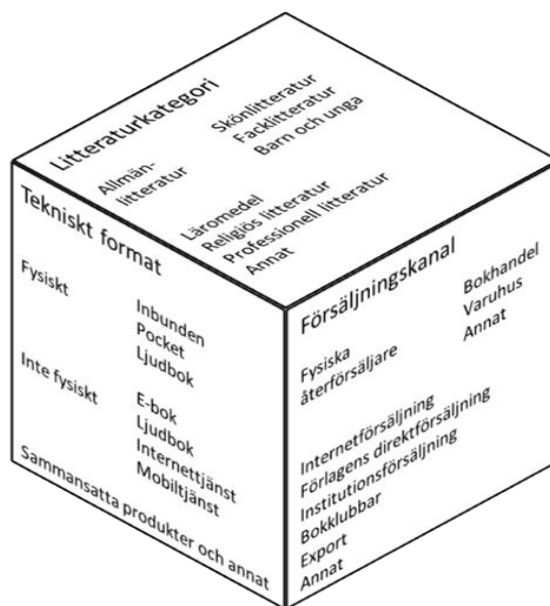 Litteraturkategori
Allmän-
litteratur
Skönlitteratur
Facklitteratur
Barn och unga
Läromedel
Religiös litteratur
Professionell litteratur
Annat
Tekniskt format
Fysiskt
Inbunden
Pocket
Ljudbok
Inte fysiskt
E-bok
Ljudbok
Internettjänst
Mobiltjänst
Sammansatta produkter och annat
Försäljningskanal
Fysiska
återförsäljare
Bokhandel
Varuhus
Annat
Internetförsäljning
Förlagens direktförsäljning
Institutionsförsäljning
Bokklubbar
Export
Annat